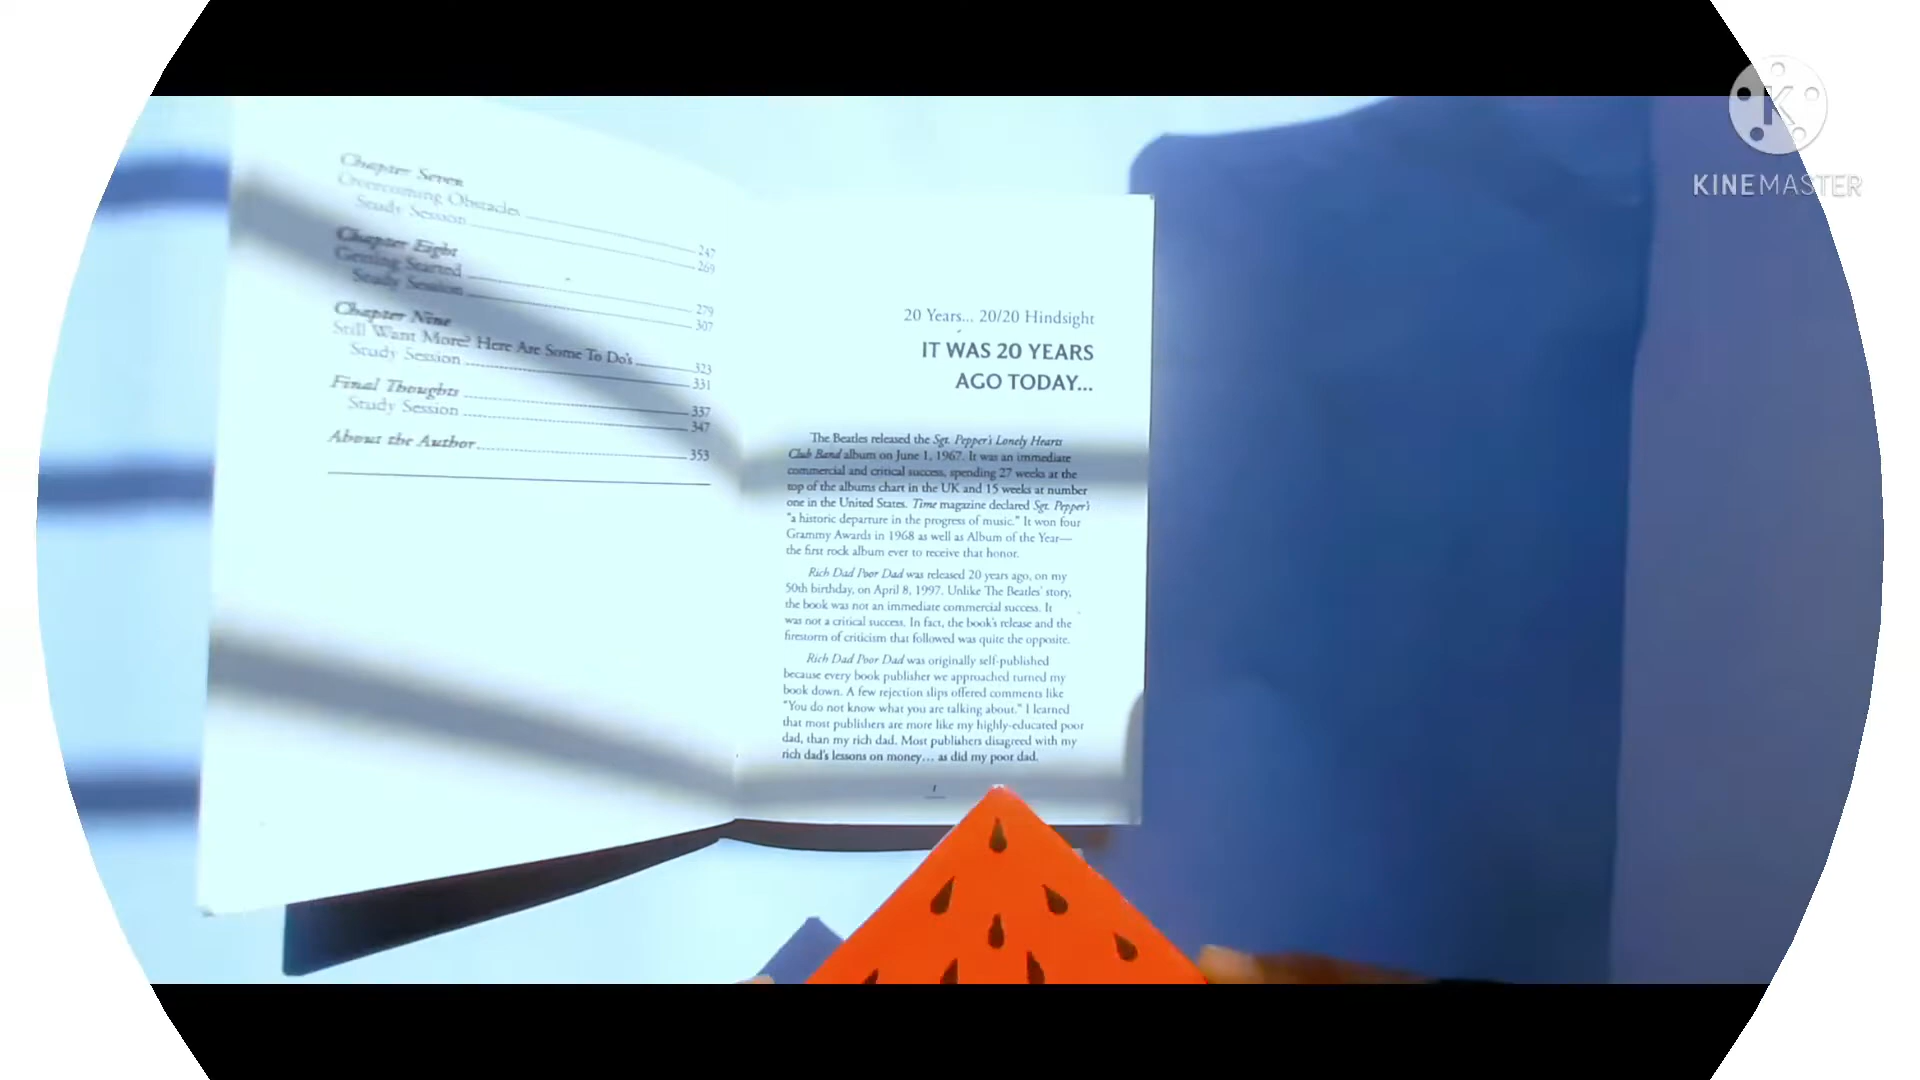 Chapter Seven
Overcoming Obstacles 247
Study Session 269
Chapter Eight
Getting Started 279
Study Session 307
Chapter Nine
Still Want More? Here Are Some To Do's 323
Study Session 331
Final Thoughts 337
Study Session 347
About the Author 353
20 Years... 20/20 Hindsight
IT WAS 20 YEARS
AGO TODAY...
The Beatles released the Sgt. Pepper's Lonely Hearts
Club Band album on June 1, 1967. It was an immediate
commercial and critical success, spending 27 weeks at the
top of the albums chart in the UK and 15 weeks at number
one in the United States. Time magazine declared Sgt. Pepper's
"a historic departure in the progress of music." It won four
Grammy Awards in 1968 as well as Album of the Year—
the first rock album ever to receive that honor.
Rich Dad Poor Dad was released 20 years ago, on my
50th birthday, on April 8, 1997. Unlike The Beatles' story,
the book was not an immediate commercial success. It
was not a critical success. In fact, the book's release and the
firestorm of criticism that followed was quite the opposite.
Rich Dad Poor Dad was originally self-published
because every book publisher we approached turned my
book down. A few rejection slips offered comments like
"You do not know what you are talking about." I learned
that most publishers are more like my highly-educated poor
dad, than my rich dad. Most publishers disagreed with my
rich dad's lessons on money... as did my poor dad.
1
K
KINEMASTER